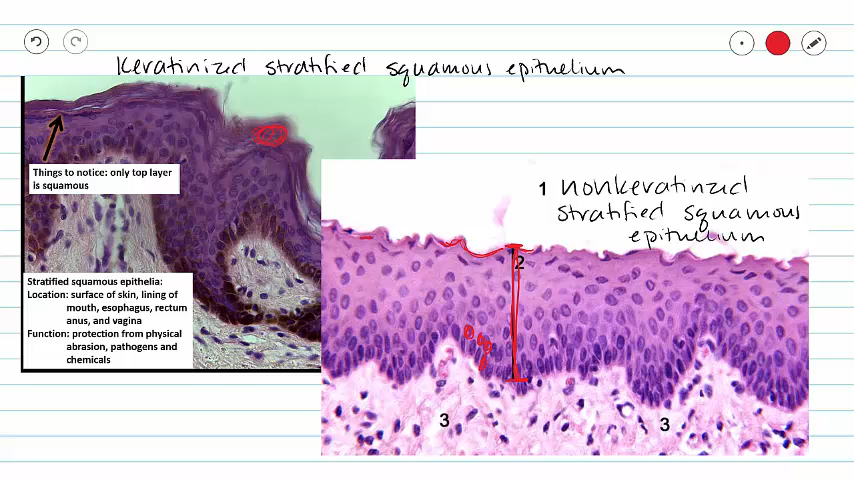 Keratinized stratified squamous epithelium
Things to notice: only top layer
is squamous
Stratified squamous epithelia:
Location: surface of skin, lining of
mouth, esophagus, rectum
anus, and vagina
Function: protection from physical
abrasion, pathogens and
chemicals
1 nonkeratinized
stratified squamous
epithelium
2
3
3